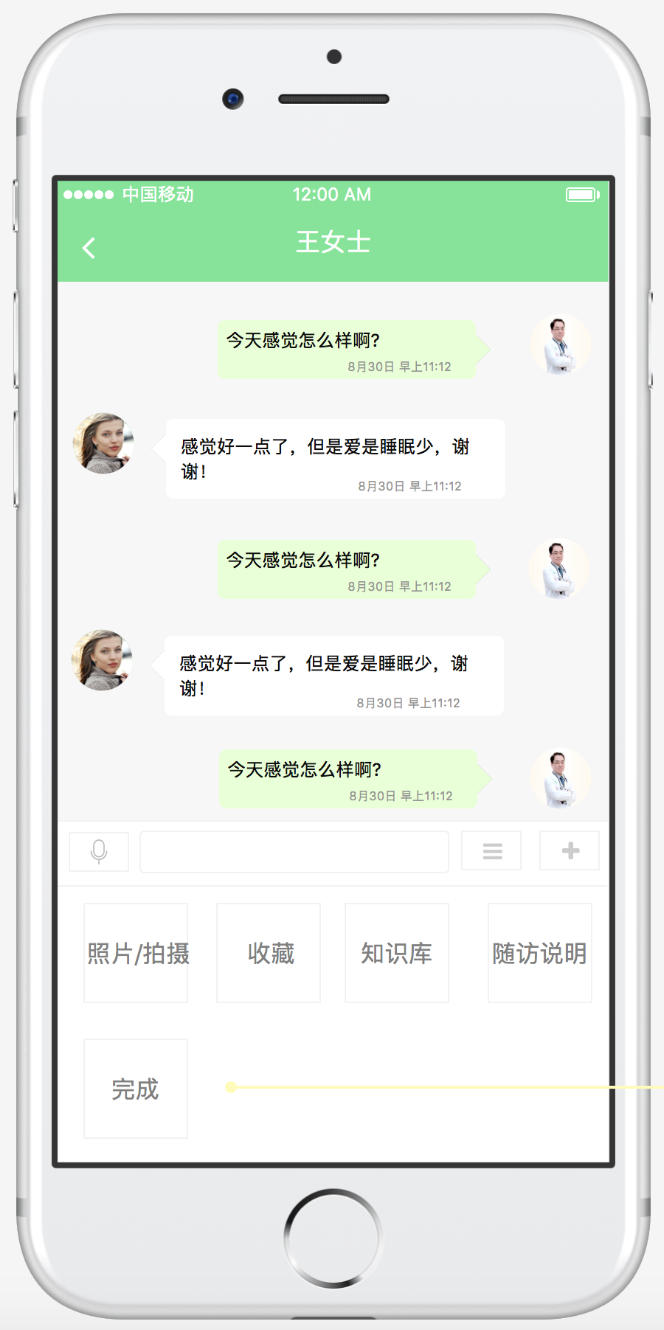 中国移动 12:00 AM
王女士
今天感觉怎么样啊？
8月30日 早上11:12
感觉好一点了，但是爱是睡眠少，谢
谢！
8月30日 早上11:12
今天感觉怎么样啊？
8月30日 早上11:12
感觉好一点了，但是爱是睡眠少，谢
谢！
8月30日 早上11:12
今天感觉怎么样啊？
8月30日 早上11:12
照片/拍摄 收藏 知识库 随访说明
完成